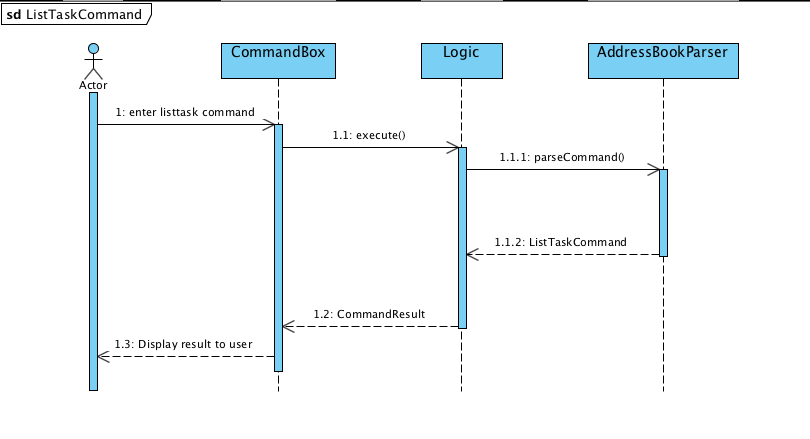 sd ListTaskCommand
CommandBox
Logic
AddressBookParser
Actor
1: enter listtask command
1.1: execute()
1.1.1: parseCommand()
1.1.2: ListTaskCommand
1.2: CommandResult
1.3: Display result to user